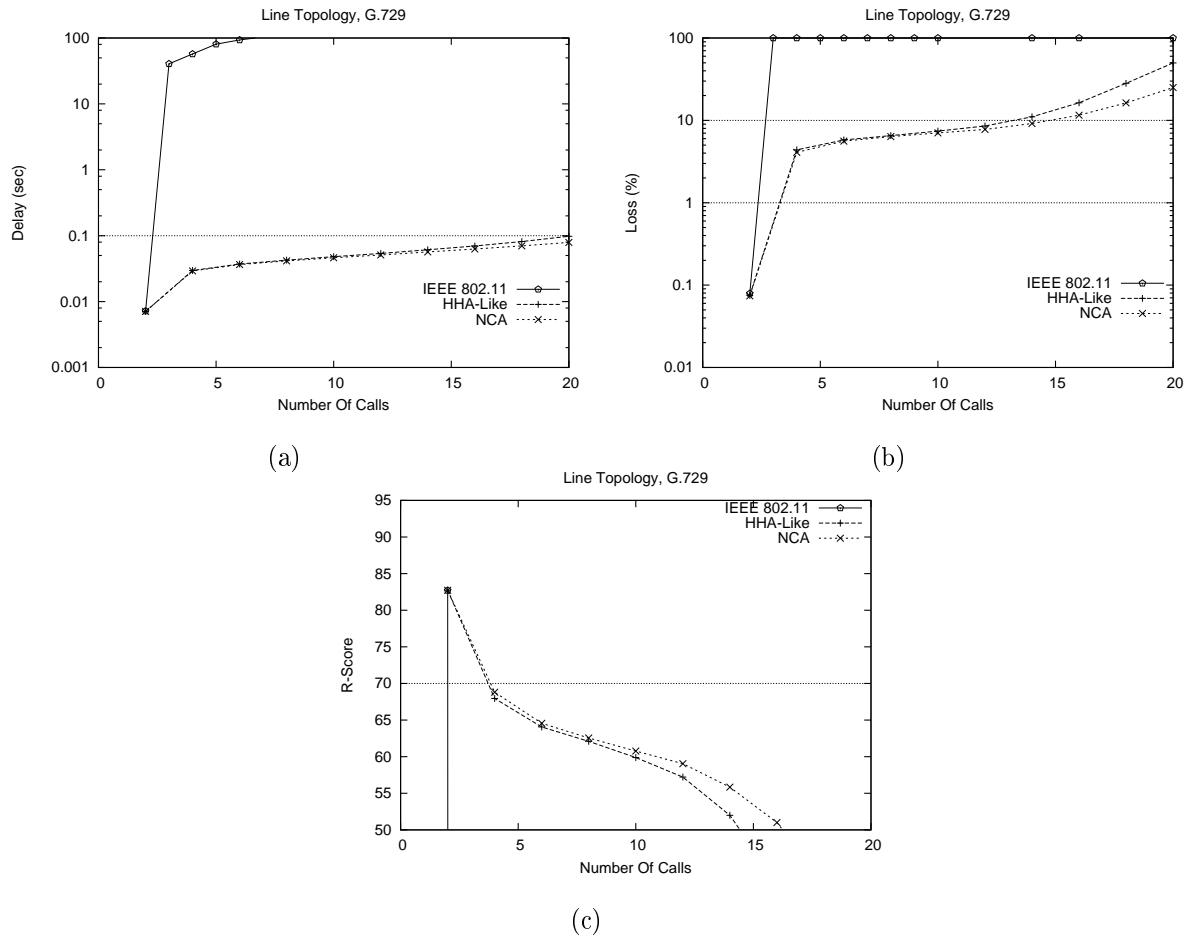 Line Topology, G.729
100
10
1
0.1
0.01
0.001
Delay (sec)
IEEE 802.11
HHA-Like
NCA
0 5 10 15 20
Number Of Calls
(a)
Line Topology, G.729
100
10
1
0.1
0.01
Loss (%)
IEEE 802.11
HHA-Like
NCA
0 5 10 15 20
Number Of Calls
(b)
Line Topology, G.729
95
90
85
80
75
70
65
60
55
50
R-Score
IEEE 802.11
HHA-Like
NCA
0 5 10 15 20
Number Of Calls
(c)